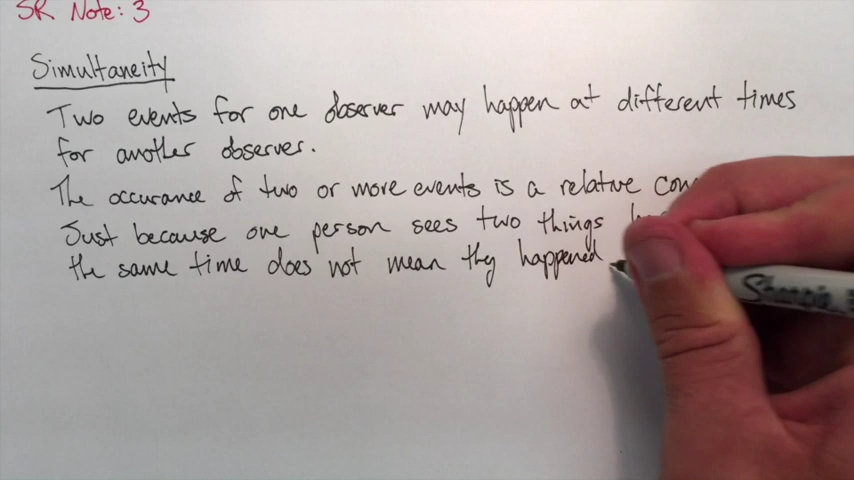 SR Note: 3
Simultaneity
Two events for one observer may happen at different times
for another observer.
The occurance of two or more events is a relative
Just because one person sees two things
the same time does not mean they happened
Sharpie